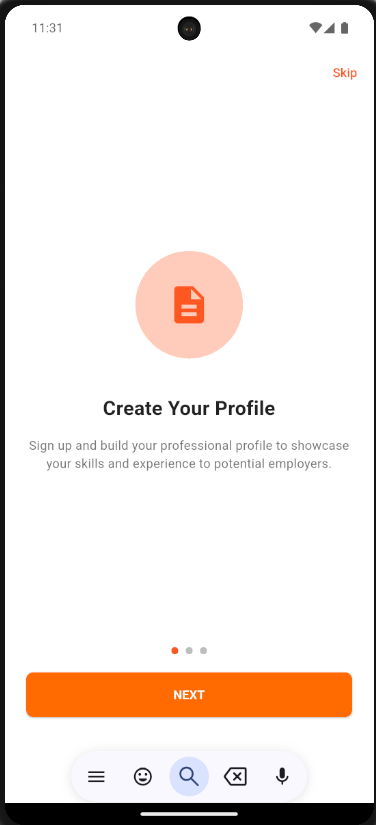 11:31
Skip
Create Your Profile
Sign up and build your professional profile to showcase
your skills and experience to potential employers.
NEXT